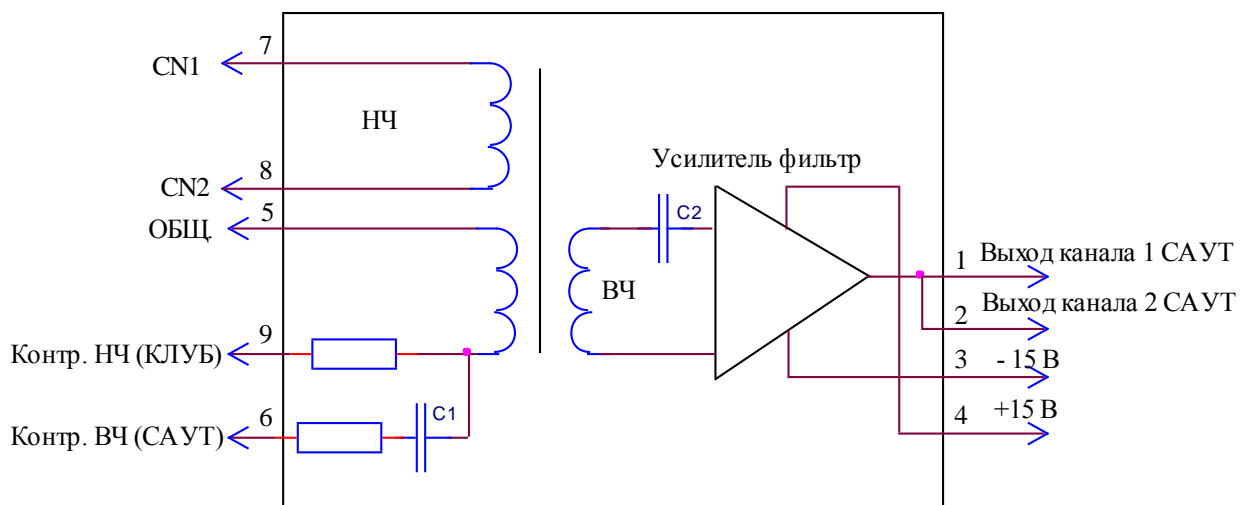 7
CN1
НЧ
8
CN2
5
ОБЩ.
9
Контр. НЧ (КЛУБ)
6
Контр. ВЧ (САУТ)
C1
Усилитель фильтр
C2
ВЧ
1 Выход канала 1 САУТ
2 Выход канала 2 САУТ
3 - 15 В
4 +15 В